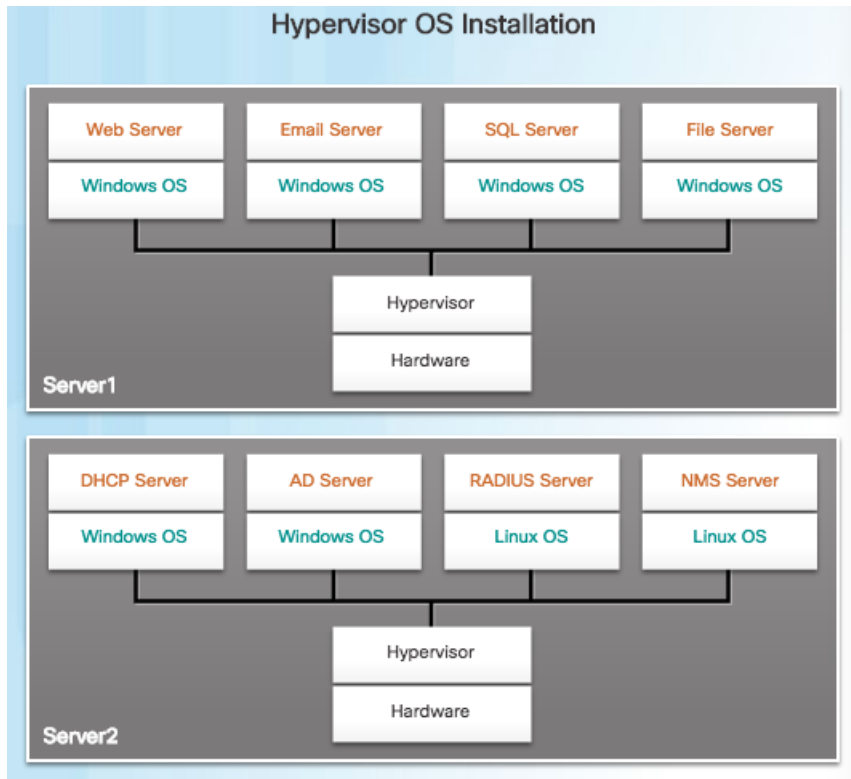 Hypervisor OS Installation
Web Server
Email Server
SQL Server
File Server
Windows OS
Windows OS
Windows OS
Windows OS
Hypervisor
Hardware
Server1
DHCP Server
AD Server
RADIUS Server
NMS Server
Windows OS
Windows OS
Linux OS
Linux OS
Hypervisor
Hardware
Server2